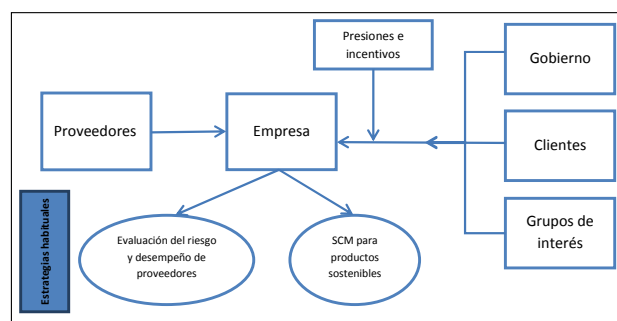 Presiones e
incentivos
Gobierno
Proveedores
Empresa
Clientes
Estrategias habituales
Evaluación del riesgo
y desempeño de
proveedores
SCM para
productos
sostenibles
Grupos de
interés